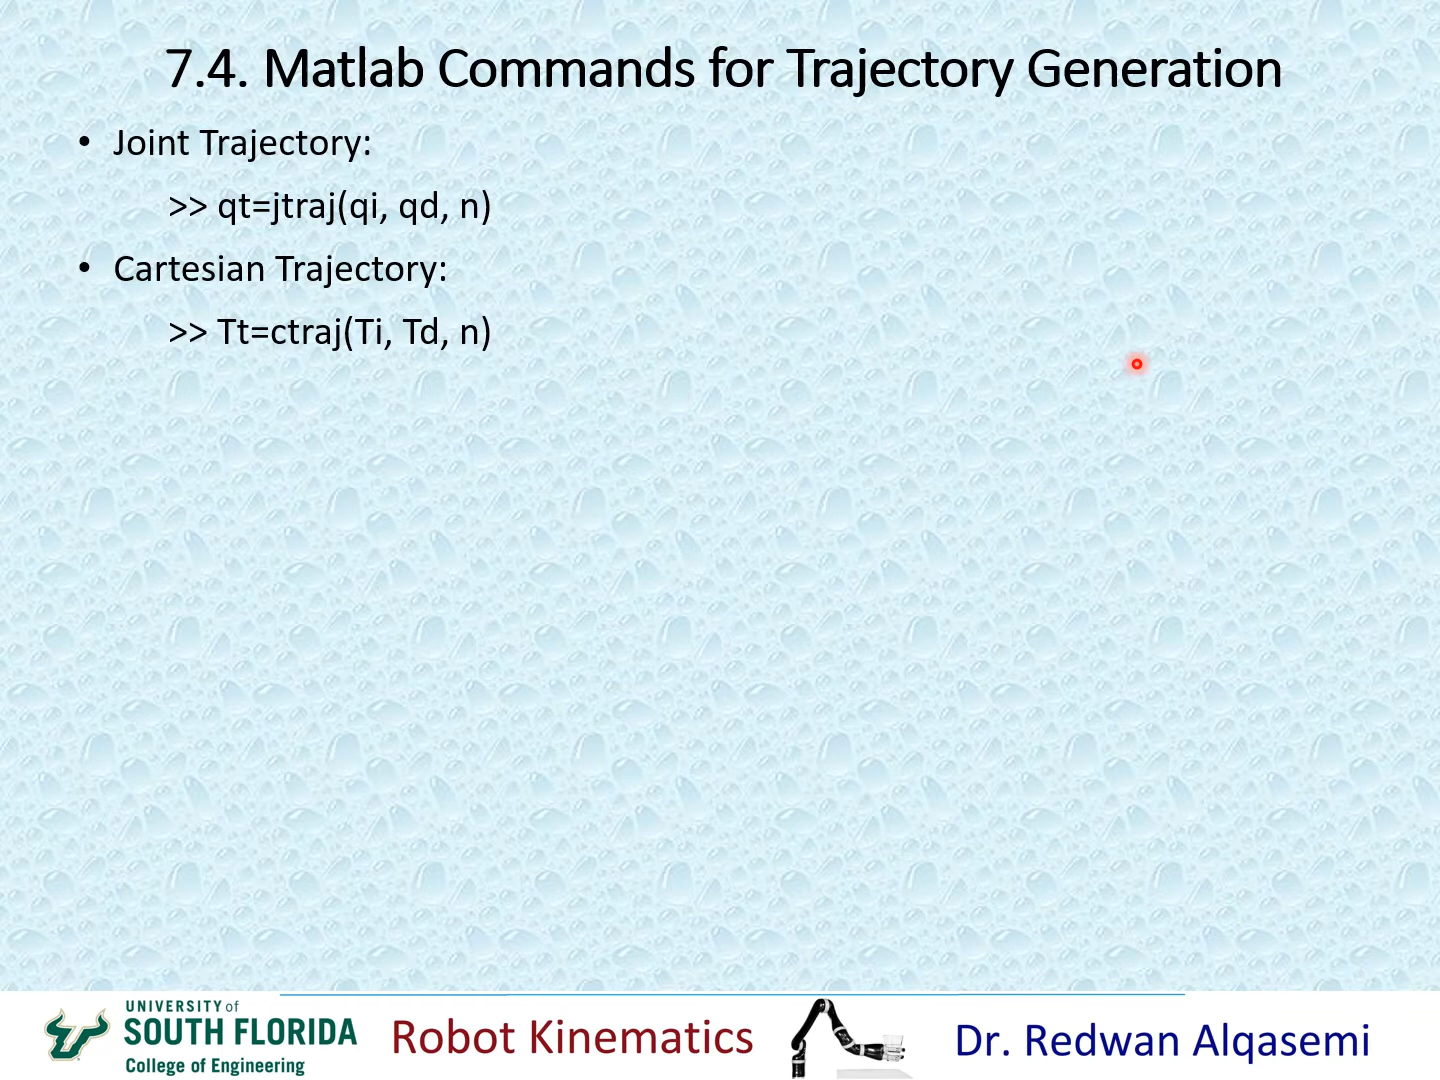 7.4. Matlab Commands for Trajectory Generation
• Joint Trajectory:
>> qt=jtraj(qi, qd, n)
• Cartesian Trajectory:
>> Tt=ctraj(Ti, Td, n)
UNIVERSITY of
SOUTH FLORIDA
College of Engineering
Robot Kinematics
Dr. Redwan Alqasemi